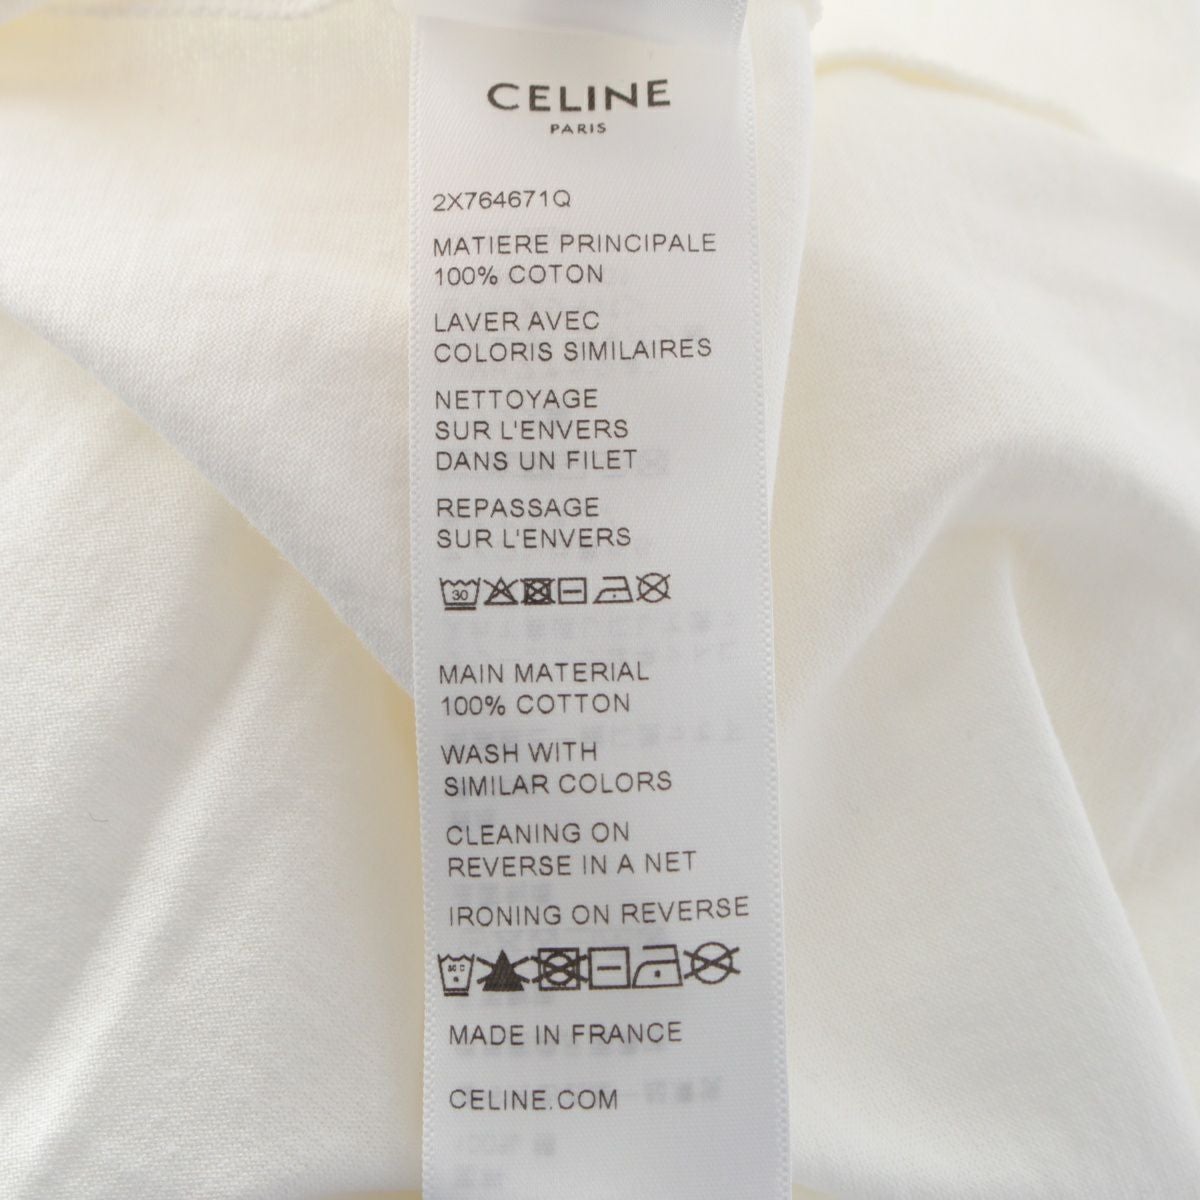 CELINE
PARIS
2X764671Q
MATIERE PRINCIPALE
100% COTON
LAVER AVEC
COLORIS SIMILAIRES
NETTOYAGE
SUR L'ENVERS
DANS UN FILET
REPASSAGE
SUR L'ENVERS
30
MAIN MATERIAL
100% COTTON
WASH WITH
SIMILAR COLORS
CLEANING ON
REVERSE IN A NET
IRONING ON REVERSE
MADE IN FRANCE
CELINE.COM